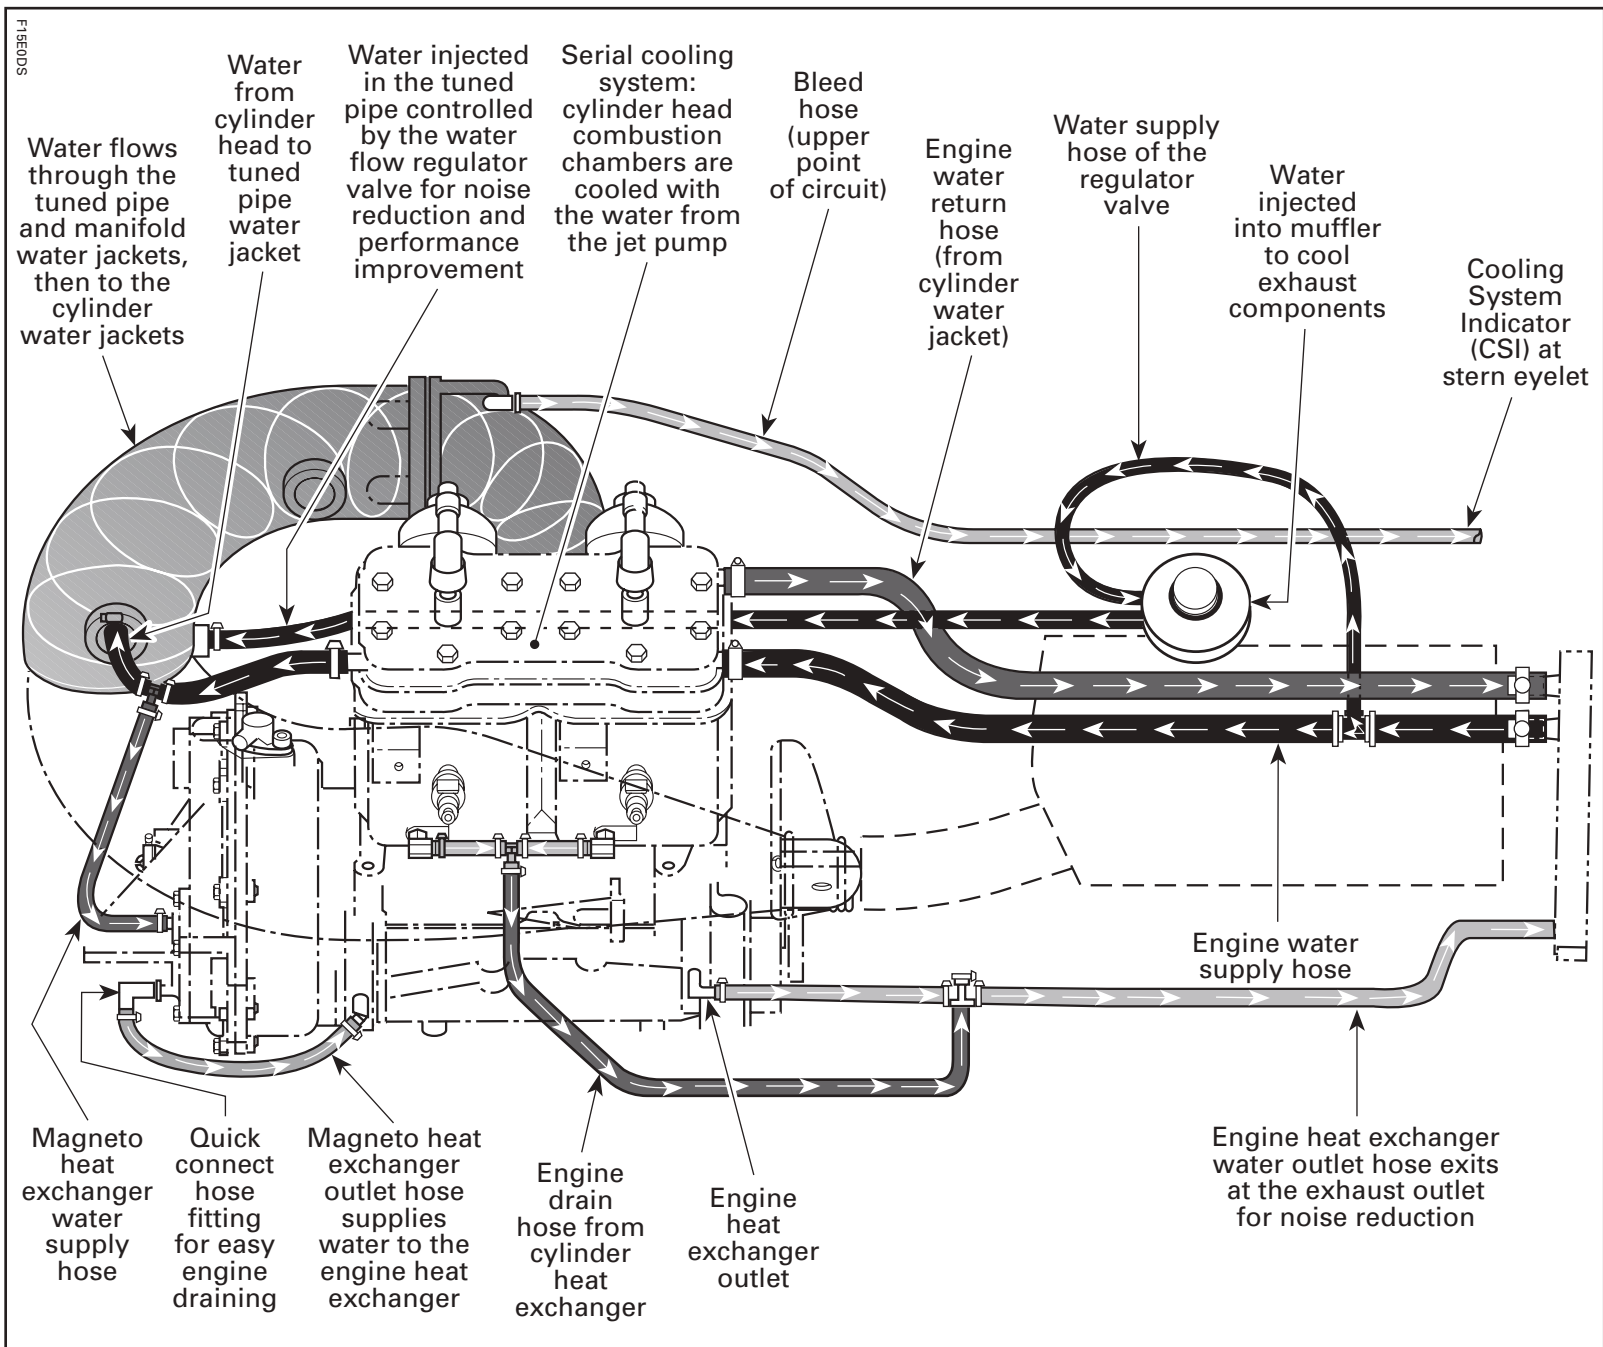 F15E0DS
Water flows
through the
tuned pipe
and manifold
water jackets,
then to the
cylinder
water jackets
Water
from
cylinder
head to
tuned
pipe
water
jacket
Water injected
in the tuned
pipe controlled
by the water
flow regulator
valve for noise
reduction and
performance
improvement
Serial cooling
system:
cylinder head
combustion
chambers are
cooled with
the water from
the jet pump
Bleed
hose
(upper
point
of circuit)
Engine
water
return
hose
(from
cylinder
water
jacket)
Water supply
hose of the
regulator
valve
Water
injected
into muffler
to cool
exhaust
components
Cooling
System
Indicator
(CSI) at
stern eyelet
Engine water
supply hose
Magneto
heat
exchanger
water
supply
hose
Quick
connect
hose
fitting
for easy
engine
draining
Magneto heat
exchanger
outlet hose
supplies
water to the
engine heat
exchanger
Engine
drain
hose from
cylinder
heat
exchanger
Engine
heat
exchanger
outlet
Engine heat exchanger
water outlet hose exits
at the exhaust outlet
for noise reduction